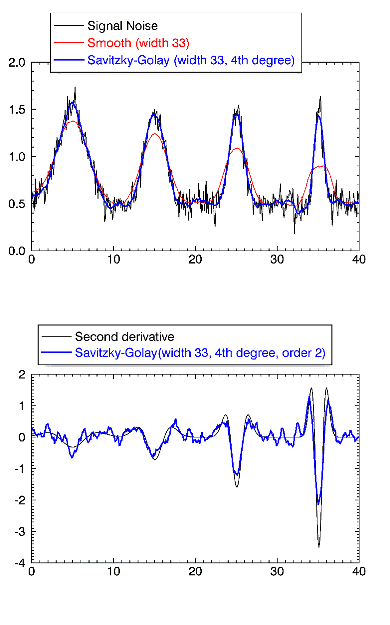 Signal Noise
Smooth (width 33)
Savitzky-Golay (width 33, 4th degree)
2.0
1.5
1.0
0.5
0.0
0 10 20 30 40
Second derivative
Savitzky-Golay(width 33, 4th degree, order 2)
2
1
0
-1
-2
-3
-4
0 10 20 30 40